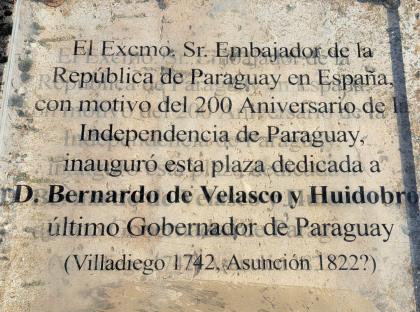 El Excmo. Sr. Embajador de la
República de Paraguay en España,
con motivo del 200 Aniversario de la
Independencia de Paraguay,
inauguró esta plaza dedicada a
D. Bernardo de Velasco y Huidobro
último Gobernador de Paraguay
(Villadiego 1742, Asunción 1822?)